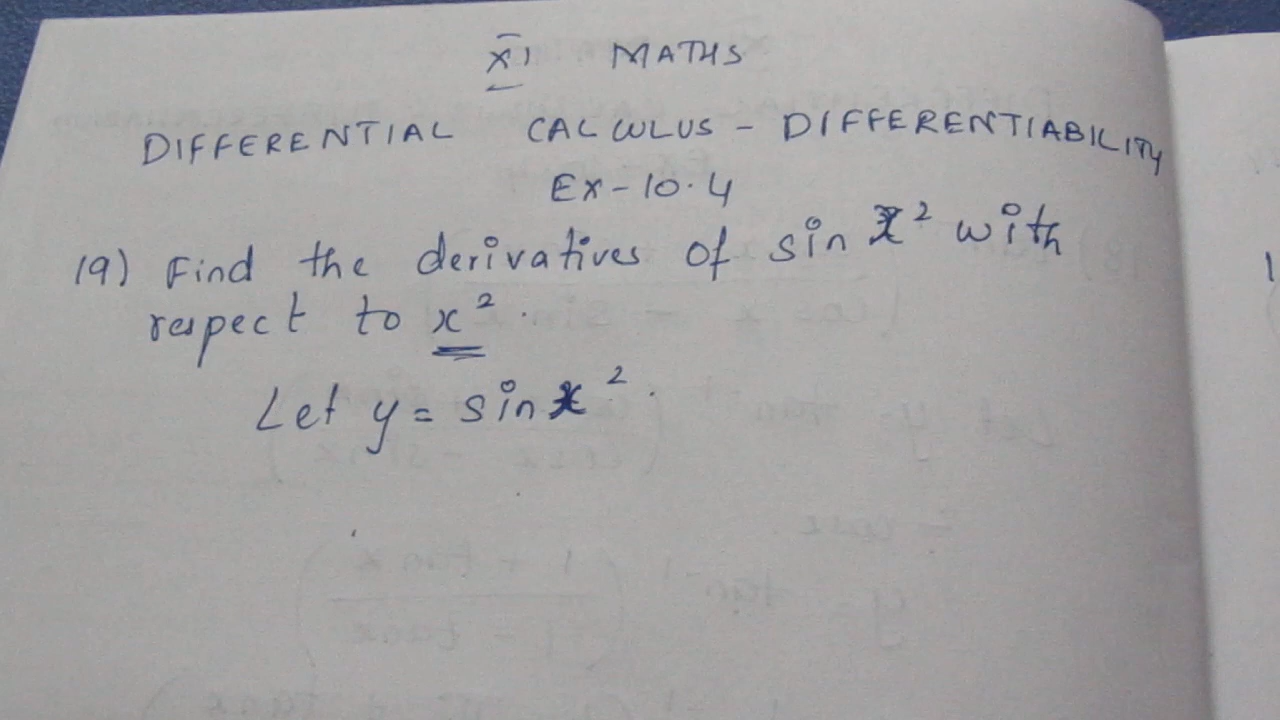 XI MATHS
DIFFERENTIAL CALCULUS - DIFFERENTIABILITY
EX-10.4
19) Find the derivatives of sin x² with
respect to x².
Let y = sin x².